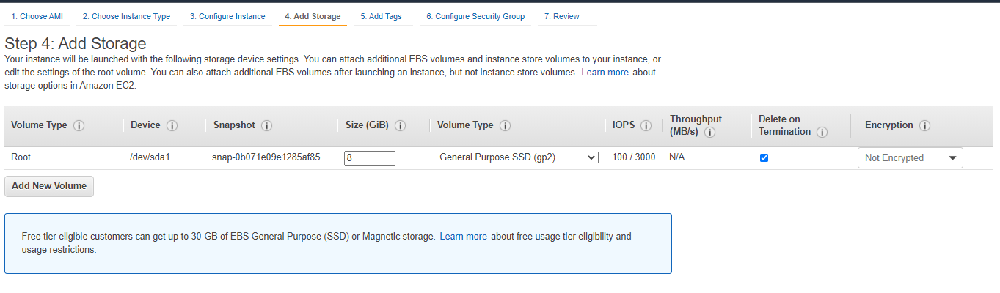 1. Choose AMI 2. Choose Instance Type 3. Configure Instance 4. Add Storage 5. Add Tags 6. Configure Security Group 7. Review
Step 4: Add Storage
Your instance will be launched with the following storage device settings. You can attach additional EBS volumes and instance store volumes to your instance, or
edit the settings of the root volume. You can also attach additional EBS volumes after launching an instance, but not instance store volumes. Learn more about
storage options in Amazon EC2.
Volume Type Device Snapshot Size (GiB) Volume Type IOPS Throughput (MB/s) Delete on Termination Encryption
Root /dev/sda1 snap-0b071e09e1285af85 8 General Purpose SSD (gp2) 100 / 3000 N/A Not Encrypted
Add New Volume
Free tier eligible customers can get up to 30 GB of EBS General Purpose (SSD) or Magnetic storage. Learn more about free usage tier eligibility and
usage restrictions.